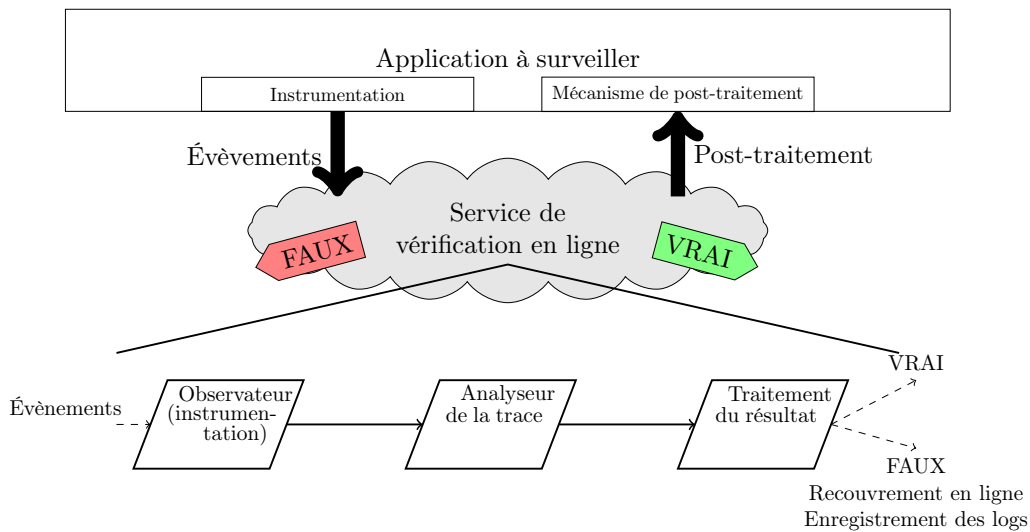 Application à surveiller
Instrumentation
Mécanisme de post-traitement
Évèvements
Post-traitement
Service de
vérification en ligne
FAUX
VRAI
VRAI
Évènements
Observateur
(instrumen-
tation)
Analyseur
de la trace
Traitement
du résultat
FAUX
Recouvrement en ligne
Enregistrement des logs